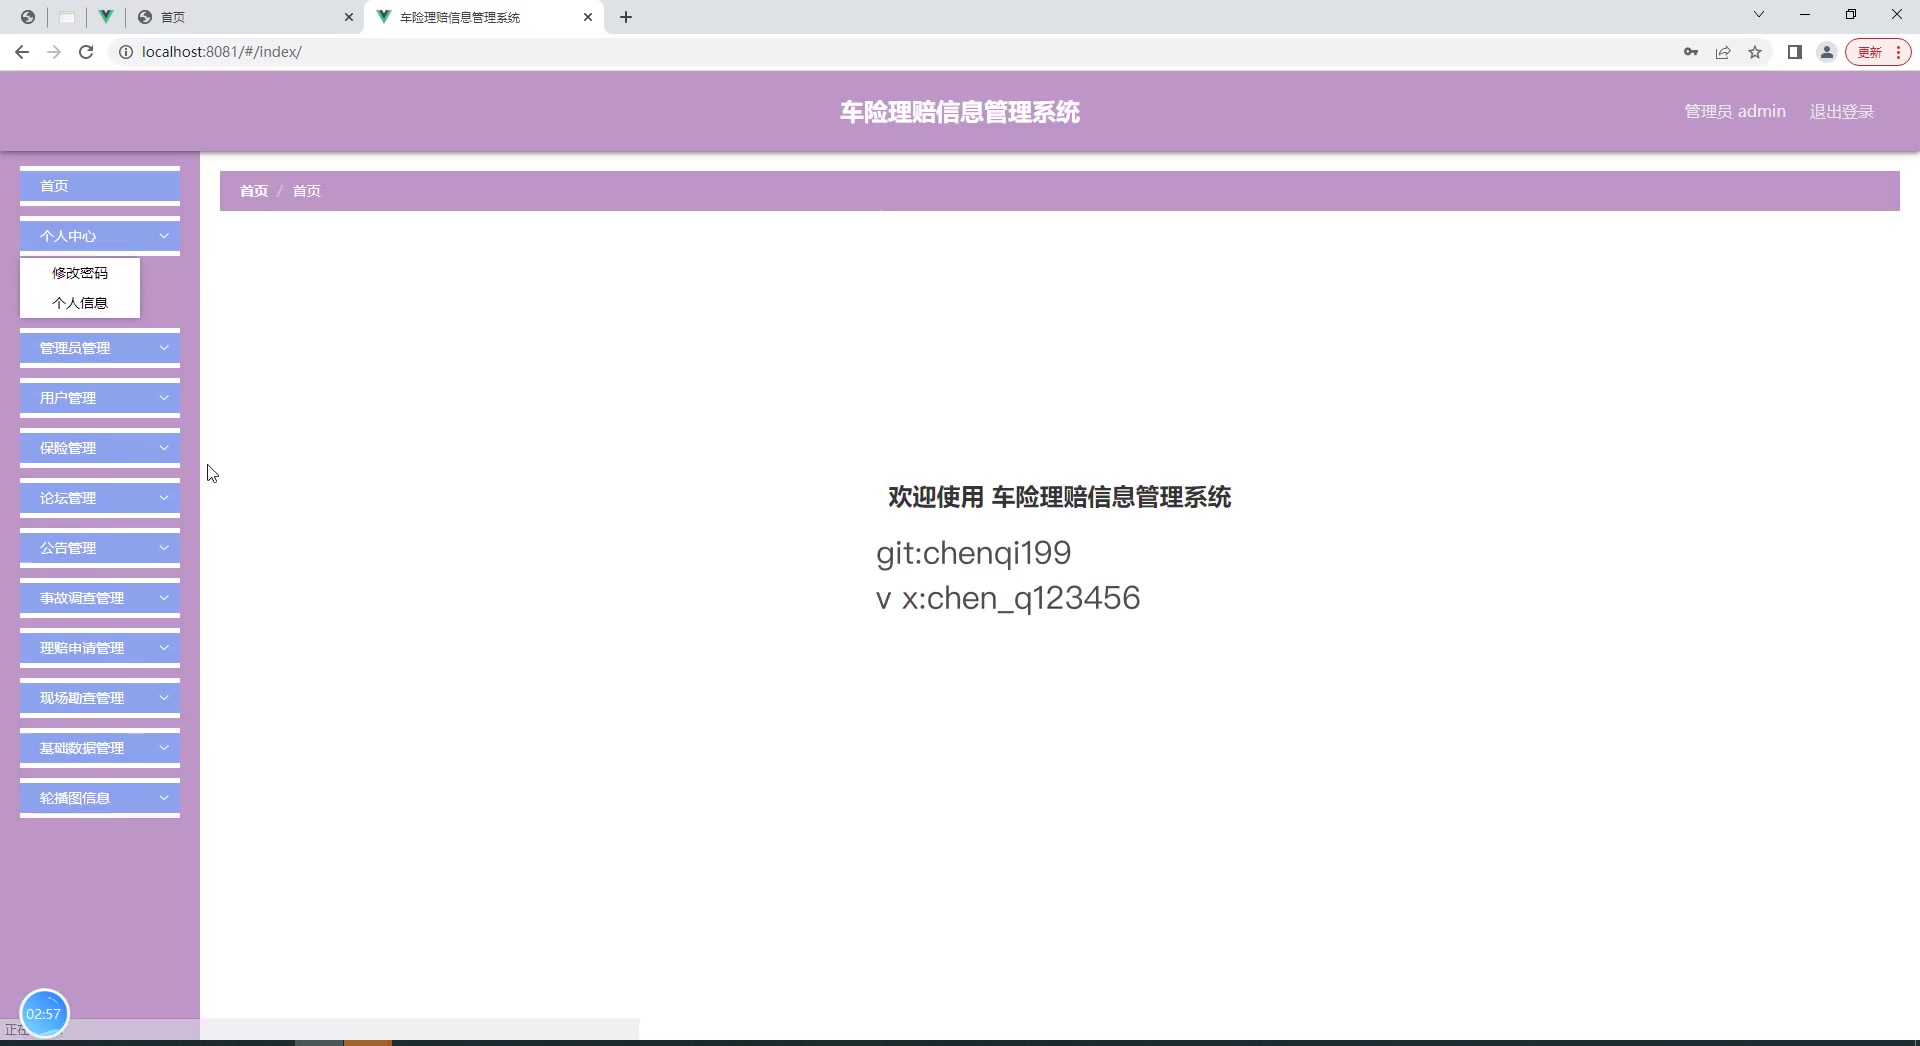 首页
车险理赔信息管理系统
localhost:8081/#/index/
更新
车险理赔信息管理系统
管理员 admin
退出登录
首页
首页 / 首页
个人中心
修改密码
个人信息
管理员管理
用户管理
保险管理
论坛管理
公告管理
事故调查管理
理赔申请管理
现场勘查管理
基础数据管理
轮播图信息
欢迎使用 车险理赔信息管理系统
git:chenqi199
v x:chen_q123456
02:57